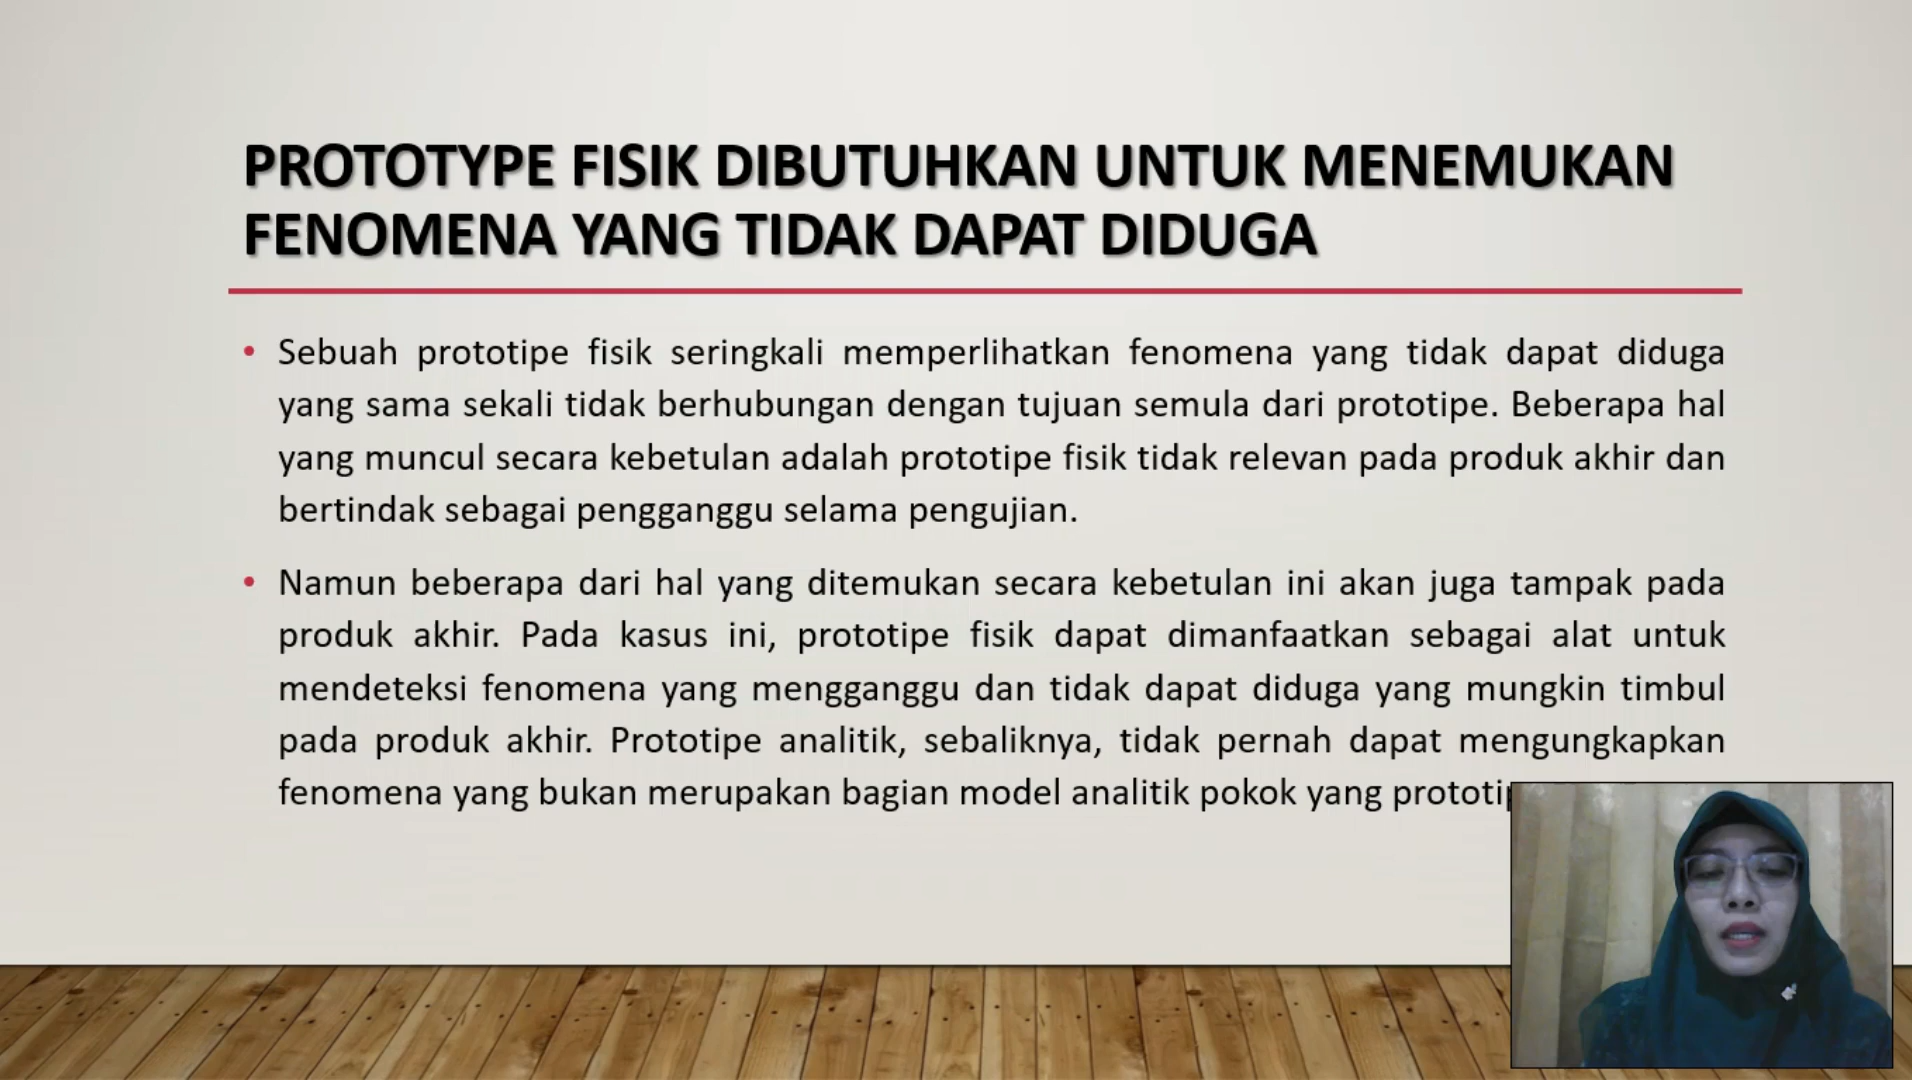 PROTOTYPE FISIK DIBUTUHKAN UNTUK MENEMUKAN
FENOMENA YANG TIDAK DAPAT DIDUGA
• Sebuah prototipe fisik seringkali memperlihatkan fenomena yang tidak dapat diduga
yang sama sekali tidak berhubungan dengan tujuan semula dari prototipe. Beberapa hal
yang muncul secara kebetulan adalah prototipe fisik tidak relevan pada produk akhir dan
bertindak sebagai pengganggu selama pengujian.
• Namun beberapa dari hal yang ditemukan secara kebetulan ini akan juga tampak pada
produk akhir. Pada kasus ini, prototipe fisik dapat dimanfaatkan sebagai alat untuk
mendeteksi fenomena yang mengganggu dan tidak dapat diduga yang mungkin timbul
pada produk akhir. Prototipe analitik, sebaliknya, tidak pernah dapat mengungkapkan
fenomena yang bukan merupakan bagian model analitik pokok yang